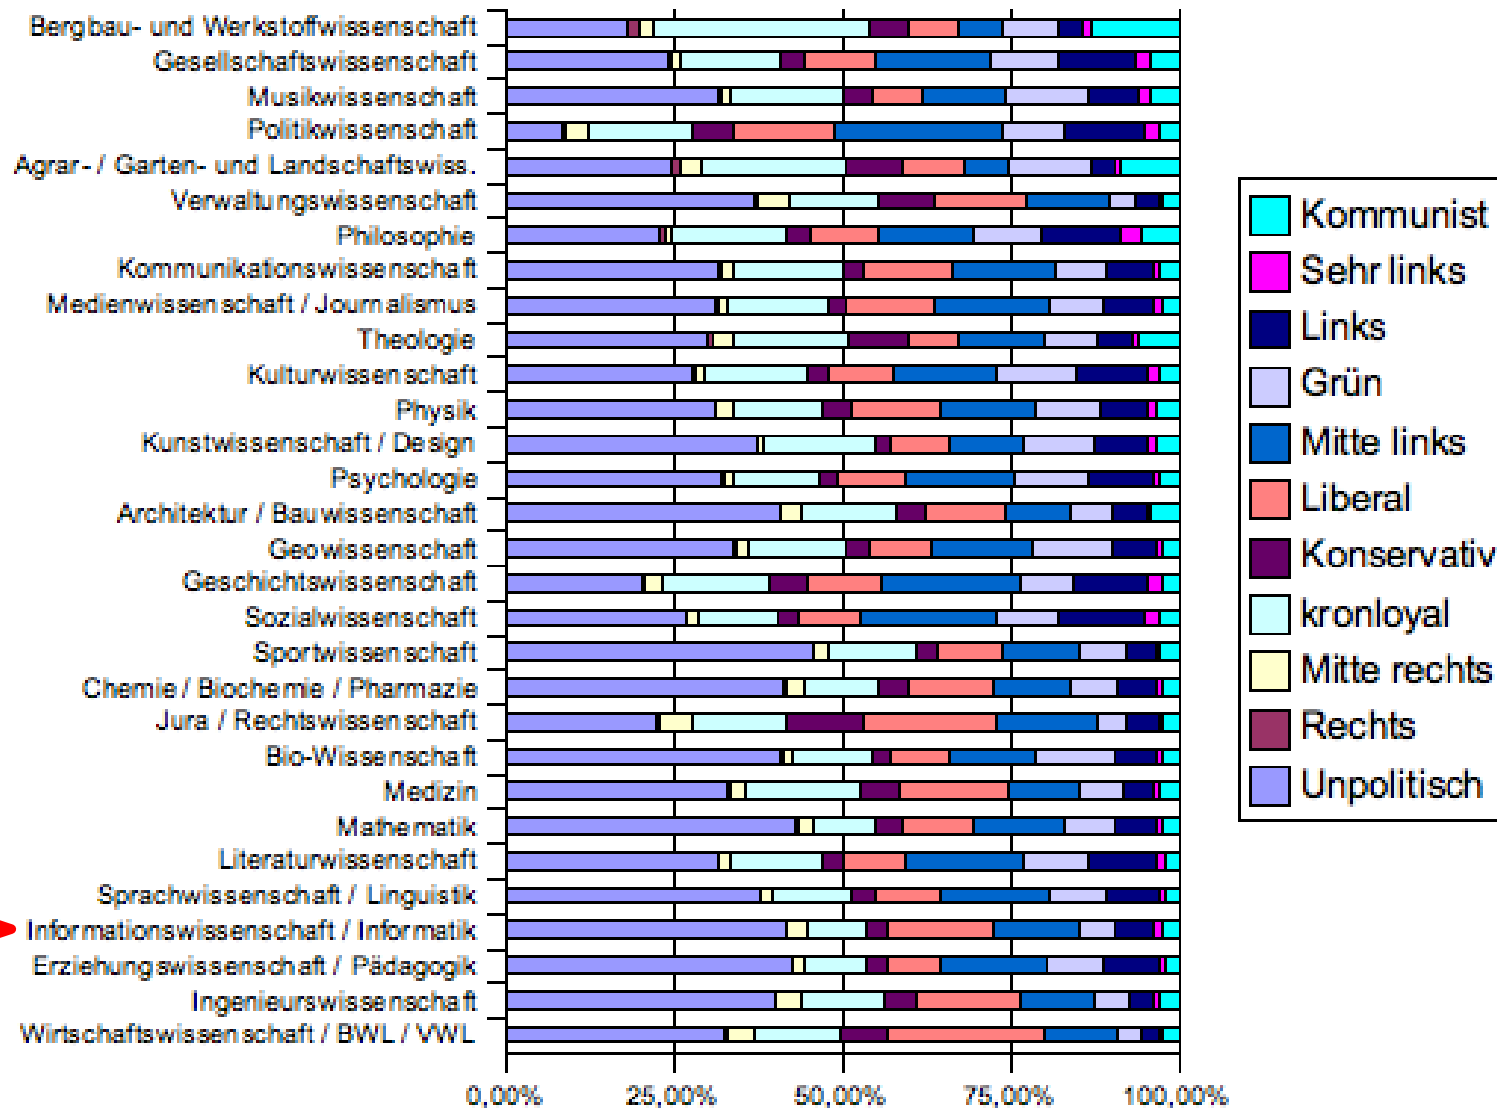 Bergbau- und Werkstoffwissenschaft
Gesellschaftswissenschaft
Musikwissenschaft
Politikwissenschaft
Agrar- / Garten- und Landschaftswiss.
Verwaltungswissenschaft
Philosophie
Kommunikationswissenschaft
Medienwissenschaft / Journalismus
Theologie
Kulturwissenschaft
Physik
Kunstwissenschaft / Design
Psychologie
Architektur / Bauwissenschaft
Geowissenschaft
Geschichtswissenschaft
Sozialwissenschaft
Sportwissenschaft
Chemie / Biochemie / Pharmazie
Jura / Rechtswissenschaft
Bio-Wissenschaft
Medizin
Mathematik
Literaturwissenschaft
Sprachwissenschaft / Linguistik
Informationswissenschaft / Informatik
Erziehungswissenschaft / Pädagogik
Ingenieurswissenschaft
Wirtschaftswissenschaft / BWL / VWL
0,00% 25,00% 50,00% 75,00% 100,00%
Kommunist
Sehr links
Links
Grün
Mitte links
Liberal
Konservativ
kronloyal
Mitte rechts
Rechts
Unpolitisch